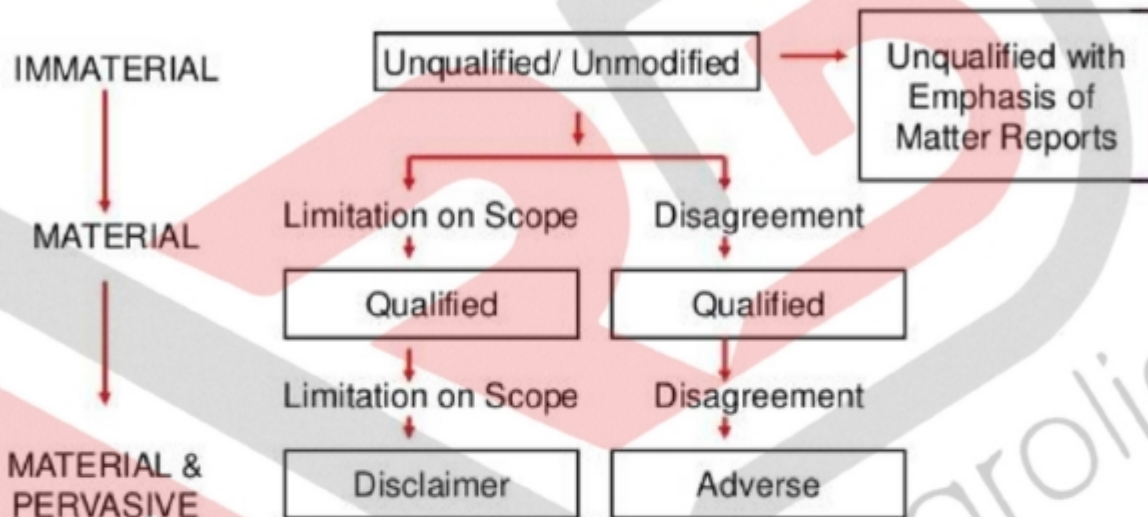 IMMATERIAL
Unqualified/ Unmodified
Unqualified with
Emphasis of
Matter Reports
MATERIAL
Limitation on Scope
Disagreement
Qualified
Qualified
Limitation on Scope
Disagreement
MATERIAL &
PERVASIVE
Disclaimer
Adverse